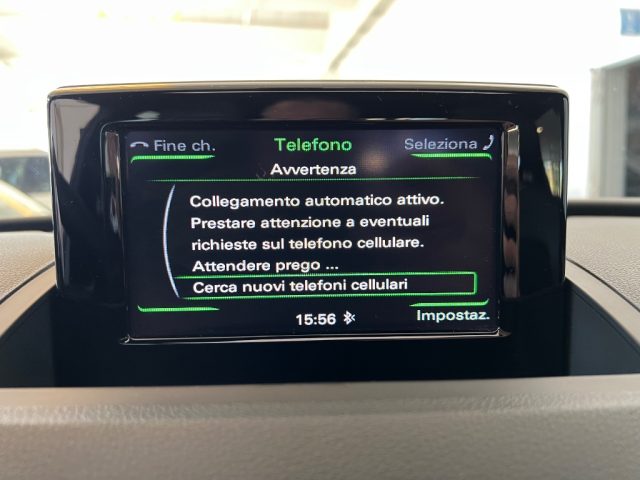 Fine ch. Telefono Seleziona
Avvertenza
Collegamento automatico attivo.
Prestare attenzione a eventuali
richieste sul telefono cellulare.
Attendere prego ...
Cerca nuovi telefoni cellulari
15:56 Impostaz.